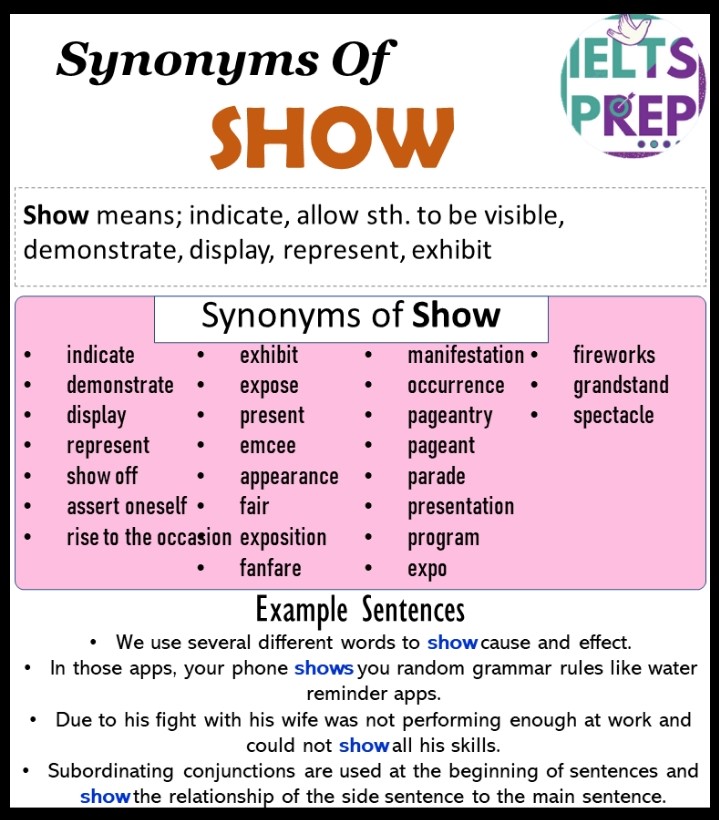 Synonyms Of
SHOW
IELTS
PREP
Show means; indicate, allow sth. to be visible,
demonstrate, display, represent, exhibit
Synonyms of Show
• indicate
• demonstrate
• display
• represent
• show off
• assert oneself
• rise to the occasion
• exhibit
• expose
• present
• emcee
• appearance
• fair
• exposition
• fanfare
• manifestation
• occurrence
• pageantry
• pageant
• parade
• presentation
• program
• expo
• fireworks
• grandstand
• spectacle
Example Sentences
• We use several different words to show cause and effect.
• In those apps, your phone shows you random grammar rules like water
reminder apps.
• Due to his fight with his wife was not performing enough at work and
could not show all his skills.
• Subordinating conjunctions are used at the beginning of sentences and
show the relationship of the side sentence to the main sentence.